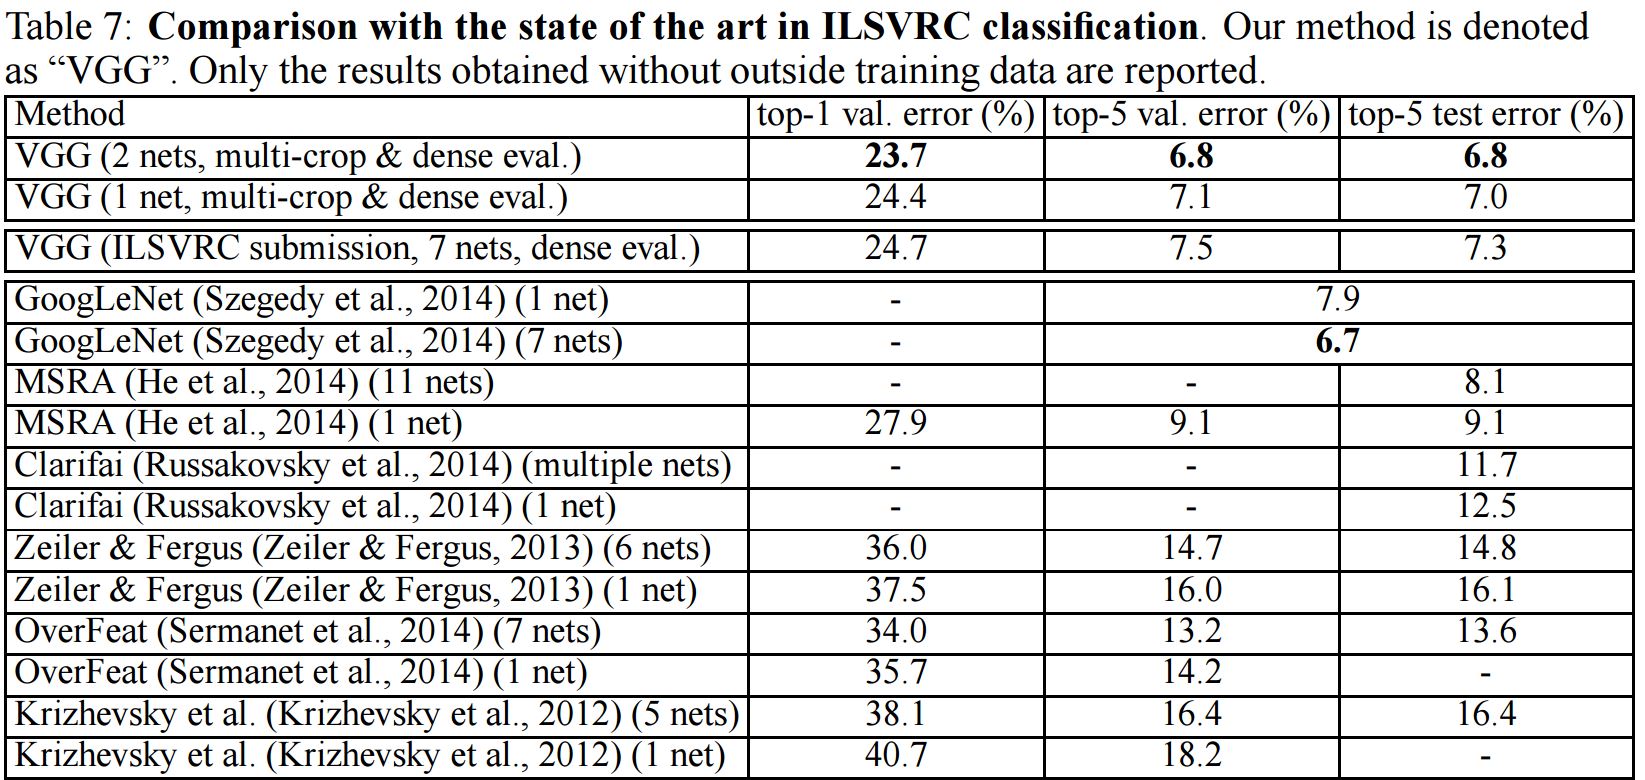 Table 7: Comparison with the state of the art in ILSVRC classification. Our method is denoted
as “VGG”. Only the results obtained without outside training data are reported.
Method top-1 val. error (%) top-5 val. error (%) top-5 test error (%)
VGG (2 nets, multi-crop & dense eval.) 23.7 6.8 6.8
VGG (1 net, multi-crop & dense eval.) 24.4 7.1 7.0
VGG (ILSVRC submission, 7 nets, dense eval.) 24.7 7.5 7.3
GoogLeNet (Szegedy et al., 2014) (1 net) - 7.9
GoogLeNet (Szegedy et al., 2014) (7 nets) - 6.7
MSRA (He et al., 2014) (11 nets) - - 8.1
MSRA (He et al., 2014) (1 net) 27.9 9.1 9.1
Clarifai (Russakovsky et al., 2014) (multiple nets) - - 11.7
Clarifai (Russakovsky et al., 2014) (1 net) - - 12.5
Zeiler & Fergus (Zeiler & Fergus, 2013) (6 nets) 36.0 14.7 14.8
Zeiler & Fergus (Zeiler & Fergus, 2013) (1 net) 37.5 16.0 16.1
OverFeat (Sermanet et al., 2014) (7 nets) 34.0 13.2 13.6
OverFeat (Sermanet et al., 2014) (1 net) 35.7 14.2 -
Krizhevsky et al. (Krizhevsky et al., 2012) (5 nets) 38.1 16.4 16.4
Krizhevsky et al. (Krizhevsky et al., 2012) (1 net) 40.7 18.2 -